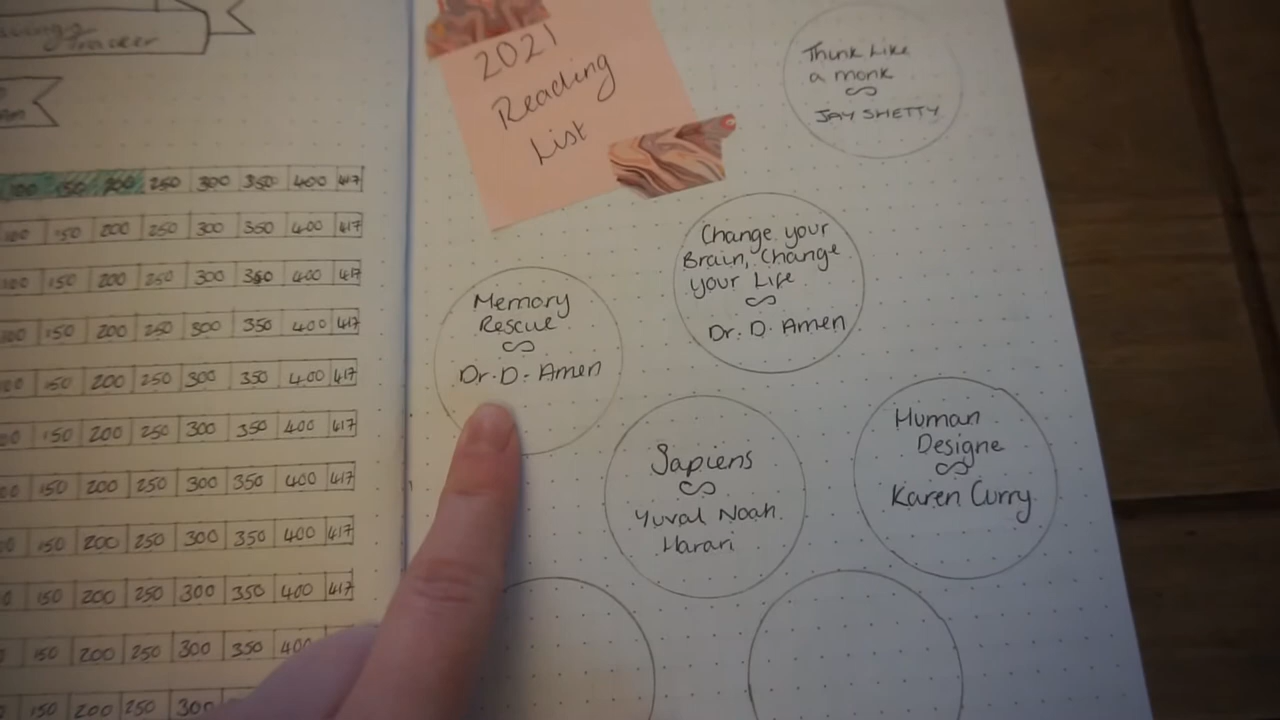 Tracker
100 150 200 250 300 350 400 417
100 150 200 250 300 350 400 417
100 150 200 250 300 350 400 417
100 150 200 250 300 350 400 417
150 200 250 300 350 400 417
150 200 250 300 350 400 417
150 200 250 300 350 400 417
150 200 250 300 350 400 417
150 200 250 300 350 400 417
150 200 250 300 350 400
150 200 250 300
2021
Reading
List
Think Like
a monk
JAY SHETTY
Change your
Brain, Change
your Life
Dr. D. Amen
Memory
Rescue
Dr. D. Amen
Sapiens
Yuval Noah
Harari
Human
Designe
Karen Curry